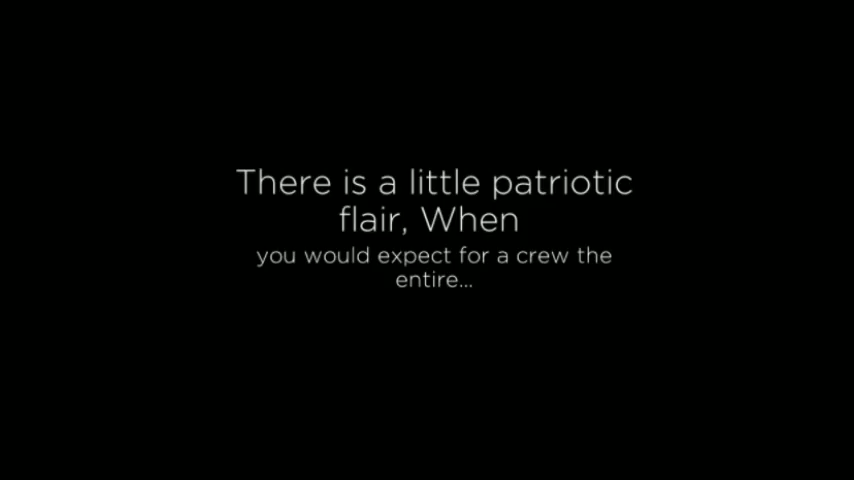 There is a little patriotic
flair, When
you would expect for a crew the
entire...